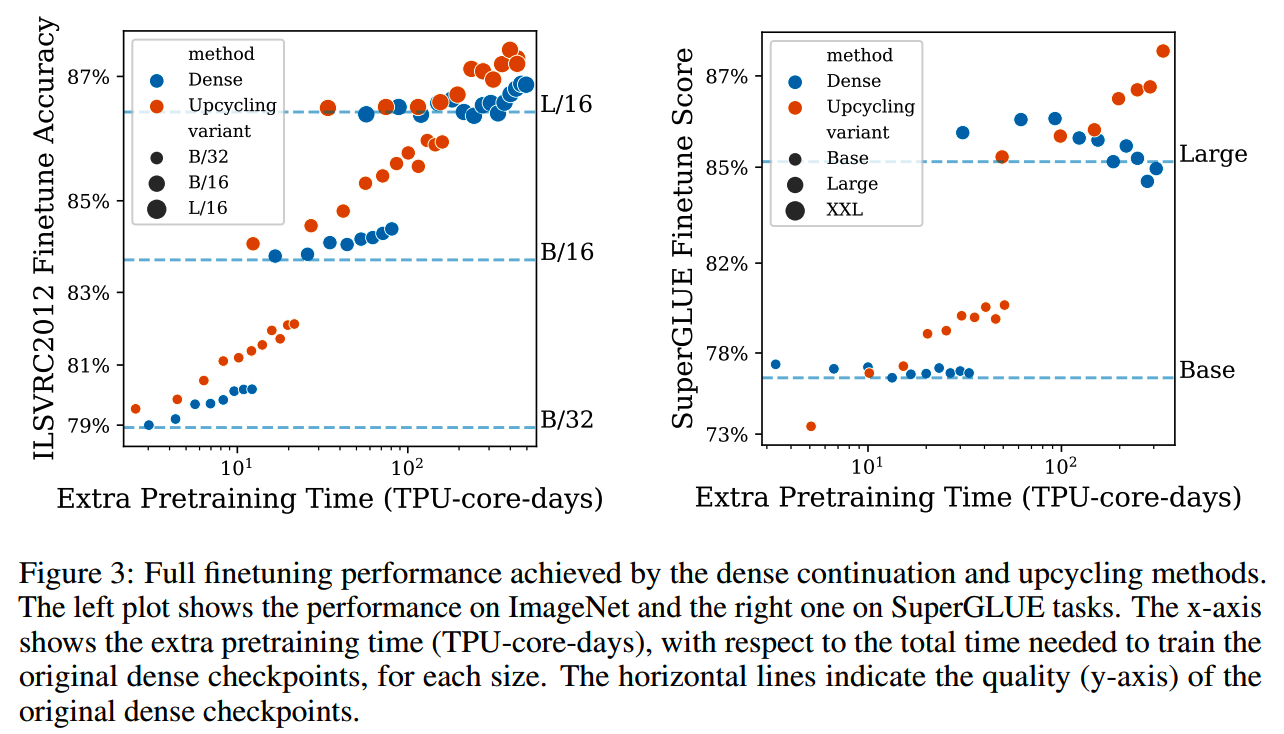 ILSVRC2012 Finetune Accuracy
87%
85%
83%
81%
79%
method
Dense
Upcycling
variant
B/32
B/16
L/16
L/16
B/16
B/32
10¹
10²
Extra Pretraining Time (TPU-core-days)
SuperGLUE Finetune Score
87%
85%
82%
78%
73%
method
Dense
Upcycling
variant
Base
Large
XXL
Large
Base
10¹
10²
Extra Pretraining Time (TPU-core-days)
Figure 3: Full finetuning performance achieved by the dense continuation and upcycling methods.
The left plot shows the performance on ImageNet and the right one on SuperGLUE tasks. The x-axis
shows the extra pretraining time (TPU-core-days), with respect to the total time needed to train the
original dense checkpoints, for each size. The horizontal lines indicate the quality (y-axis) of the
original dense checkpoints.